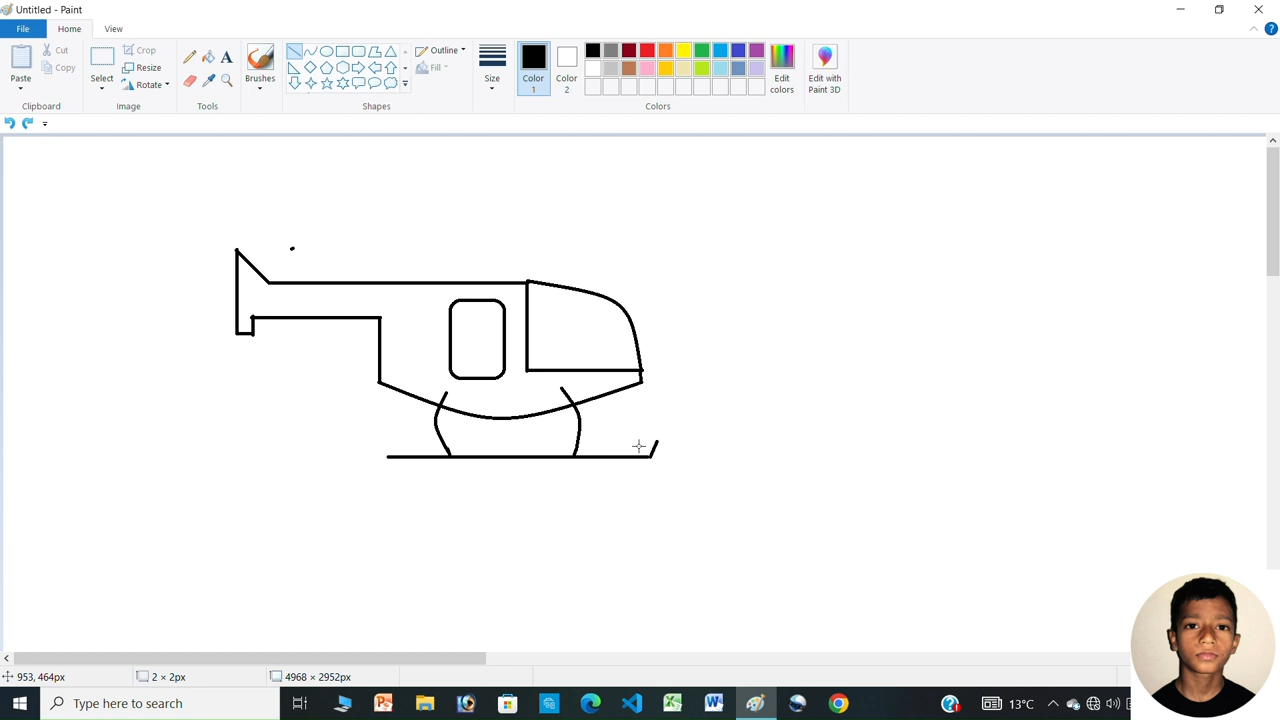 Untitled - Paint
File Home View
Paste
Cut
Copy
Clipboard
Select
Crop
Resize
Rotate
Image
A
Tools
Brushes
Shapes
Outline
Fill
Size
Color 1
Color 2
Colors
Edit colors
Edit with Paint 3D
953, 464px
2 × 2px
4968 × 2952px
Type here to search
13°C